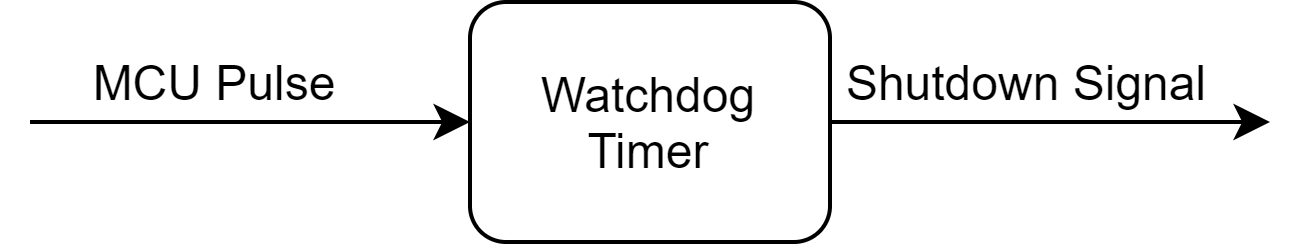 MCU Pulse
Watchdog
Timer
Shutdown Signal